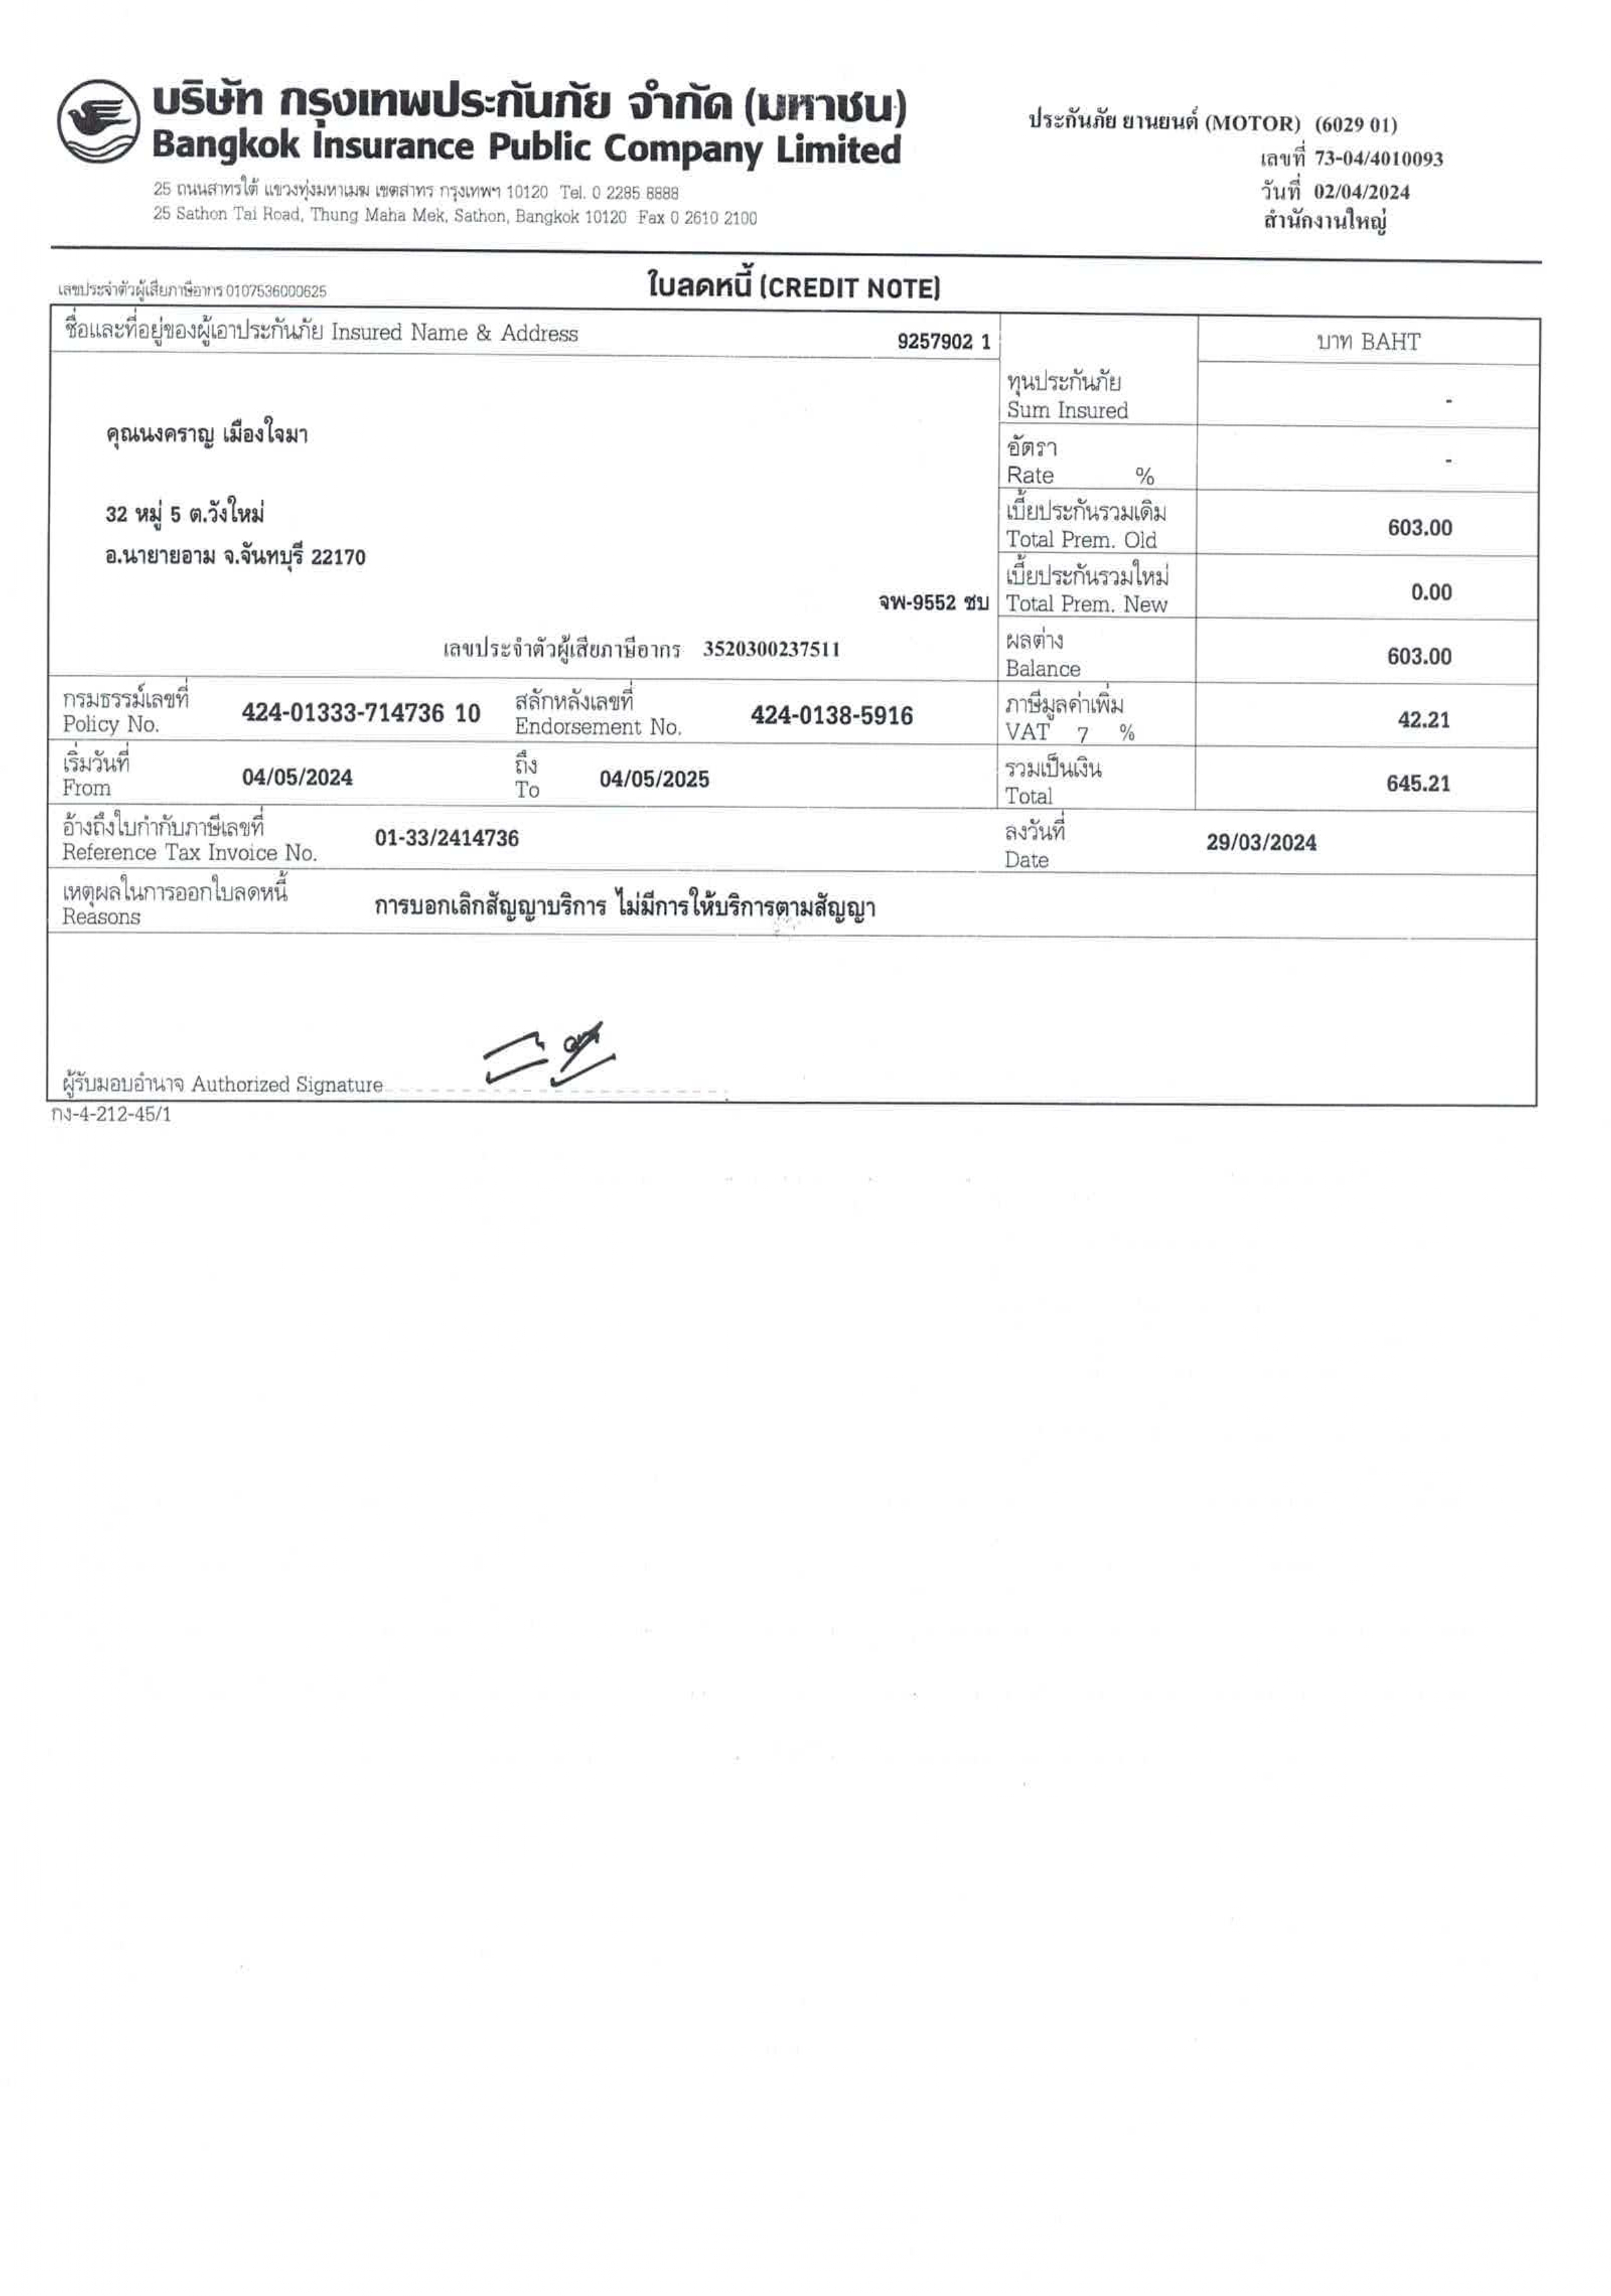 บริษัท กรุงเทพประกันภัย จำกัด (มหาชน)
Bangkok Insurance Public Company Limited
25 ถนนสาทรใต้ แขวงทุ่งมหาเมฆ เขตสาทร กรุงเทพฯ 10120 Tel. 0 2285 8888
25 Sathon Tai Road, Thung Maha Mek, Sathon, Bangkok 10120 Fax 0 2610 2100
ประกันภัย ยานยนต์ (MOTOR) (6029 01)
เลขที่ 73-04/4010093
วันที่ 02/04/2024
สำนักงานใหญ่
เลขประจำตัวผู้เสียภาษีอากร 0107536000625
ใบลดหนี้ (CREDIT NOTE)
ชื่อและที่อยู่ของผู้เอาประกันภัย Insured Name & Address 9257902 1
บาท BAHT
คุณนงคราญ เมืองใจมา
32 หมู่ 5 ต.วังใหม่
อ.นายายอาม จ.จันทบุรี 22170
จพ-9552 ชบ
เลขประจำตัวผู้เสียภาษีอากร 3520300237511
ทุนประกันภัย
Sum Insured -
อัตรา
Rate % -
เบี้ยประกันรวมเดิม
Total Prem. Old 603.00
เบี้ยประกันรวมใหม่
Total Prem. New 0.00
ผลต่าง
Balance 603.00
กรมธรรม์เลขที่
Policy No. 424-01333-714736 10
สลักหลังเลขที่
Endorsement No. 424-0138-5916
ภาษีมูลค่าเพิ่ม
VAT 7 % 42.21
เริ่มวันที่
From 04/05/2024
ถึง
To 04/05/2025
รวมเป็นเงิน
Total 645.21
อ้างถึงใบกำกับภาษีเลขที่
Reference Tax Invoice No. 01-33/2414736
ลงวันที่
Date 29/03/2024
เหตุผลในการออกใบลดหนี้
Reasons การบอกเลิกสัญญาบริการ ไม่มีการให้บริการตามสัญญา
ผู้รับมอบอำนาจ Authorized Signature
กง-4-212-45/1